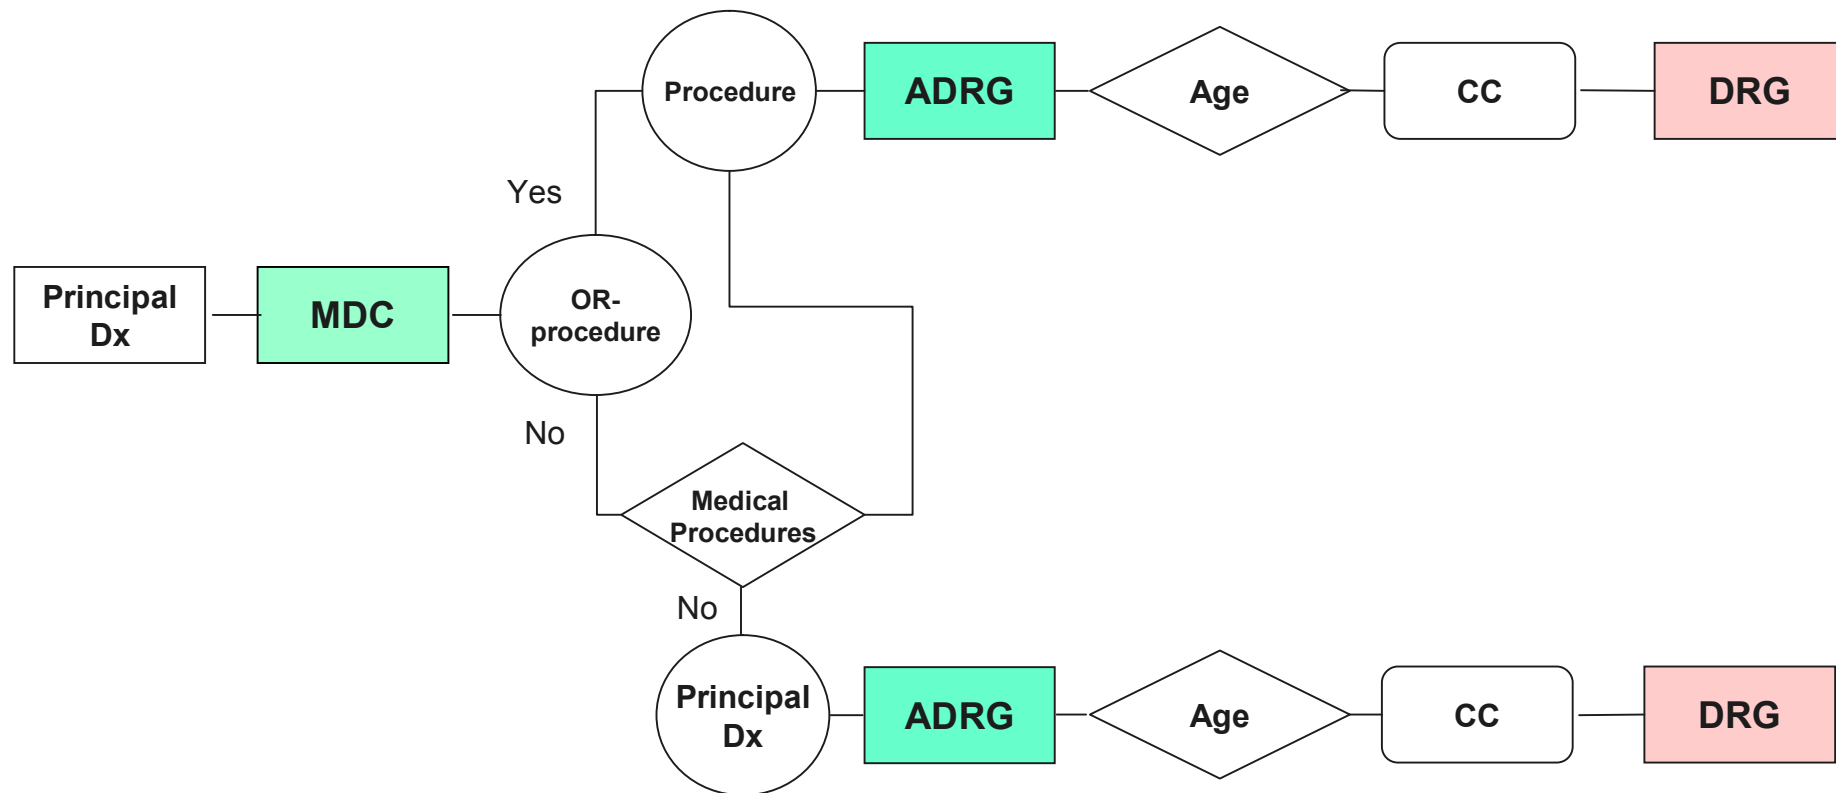 Procedure
ADRG
Age
CC
DRG
Yes
Principal
Dx
MDC
OR-
procedure
No
Medical
Procedures
No
Principal
Dx
ADRG
Age
CC
DRG